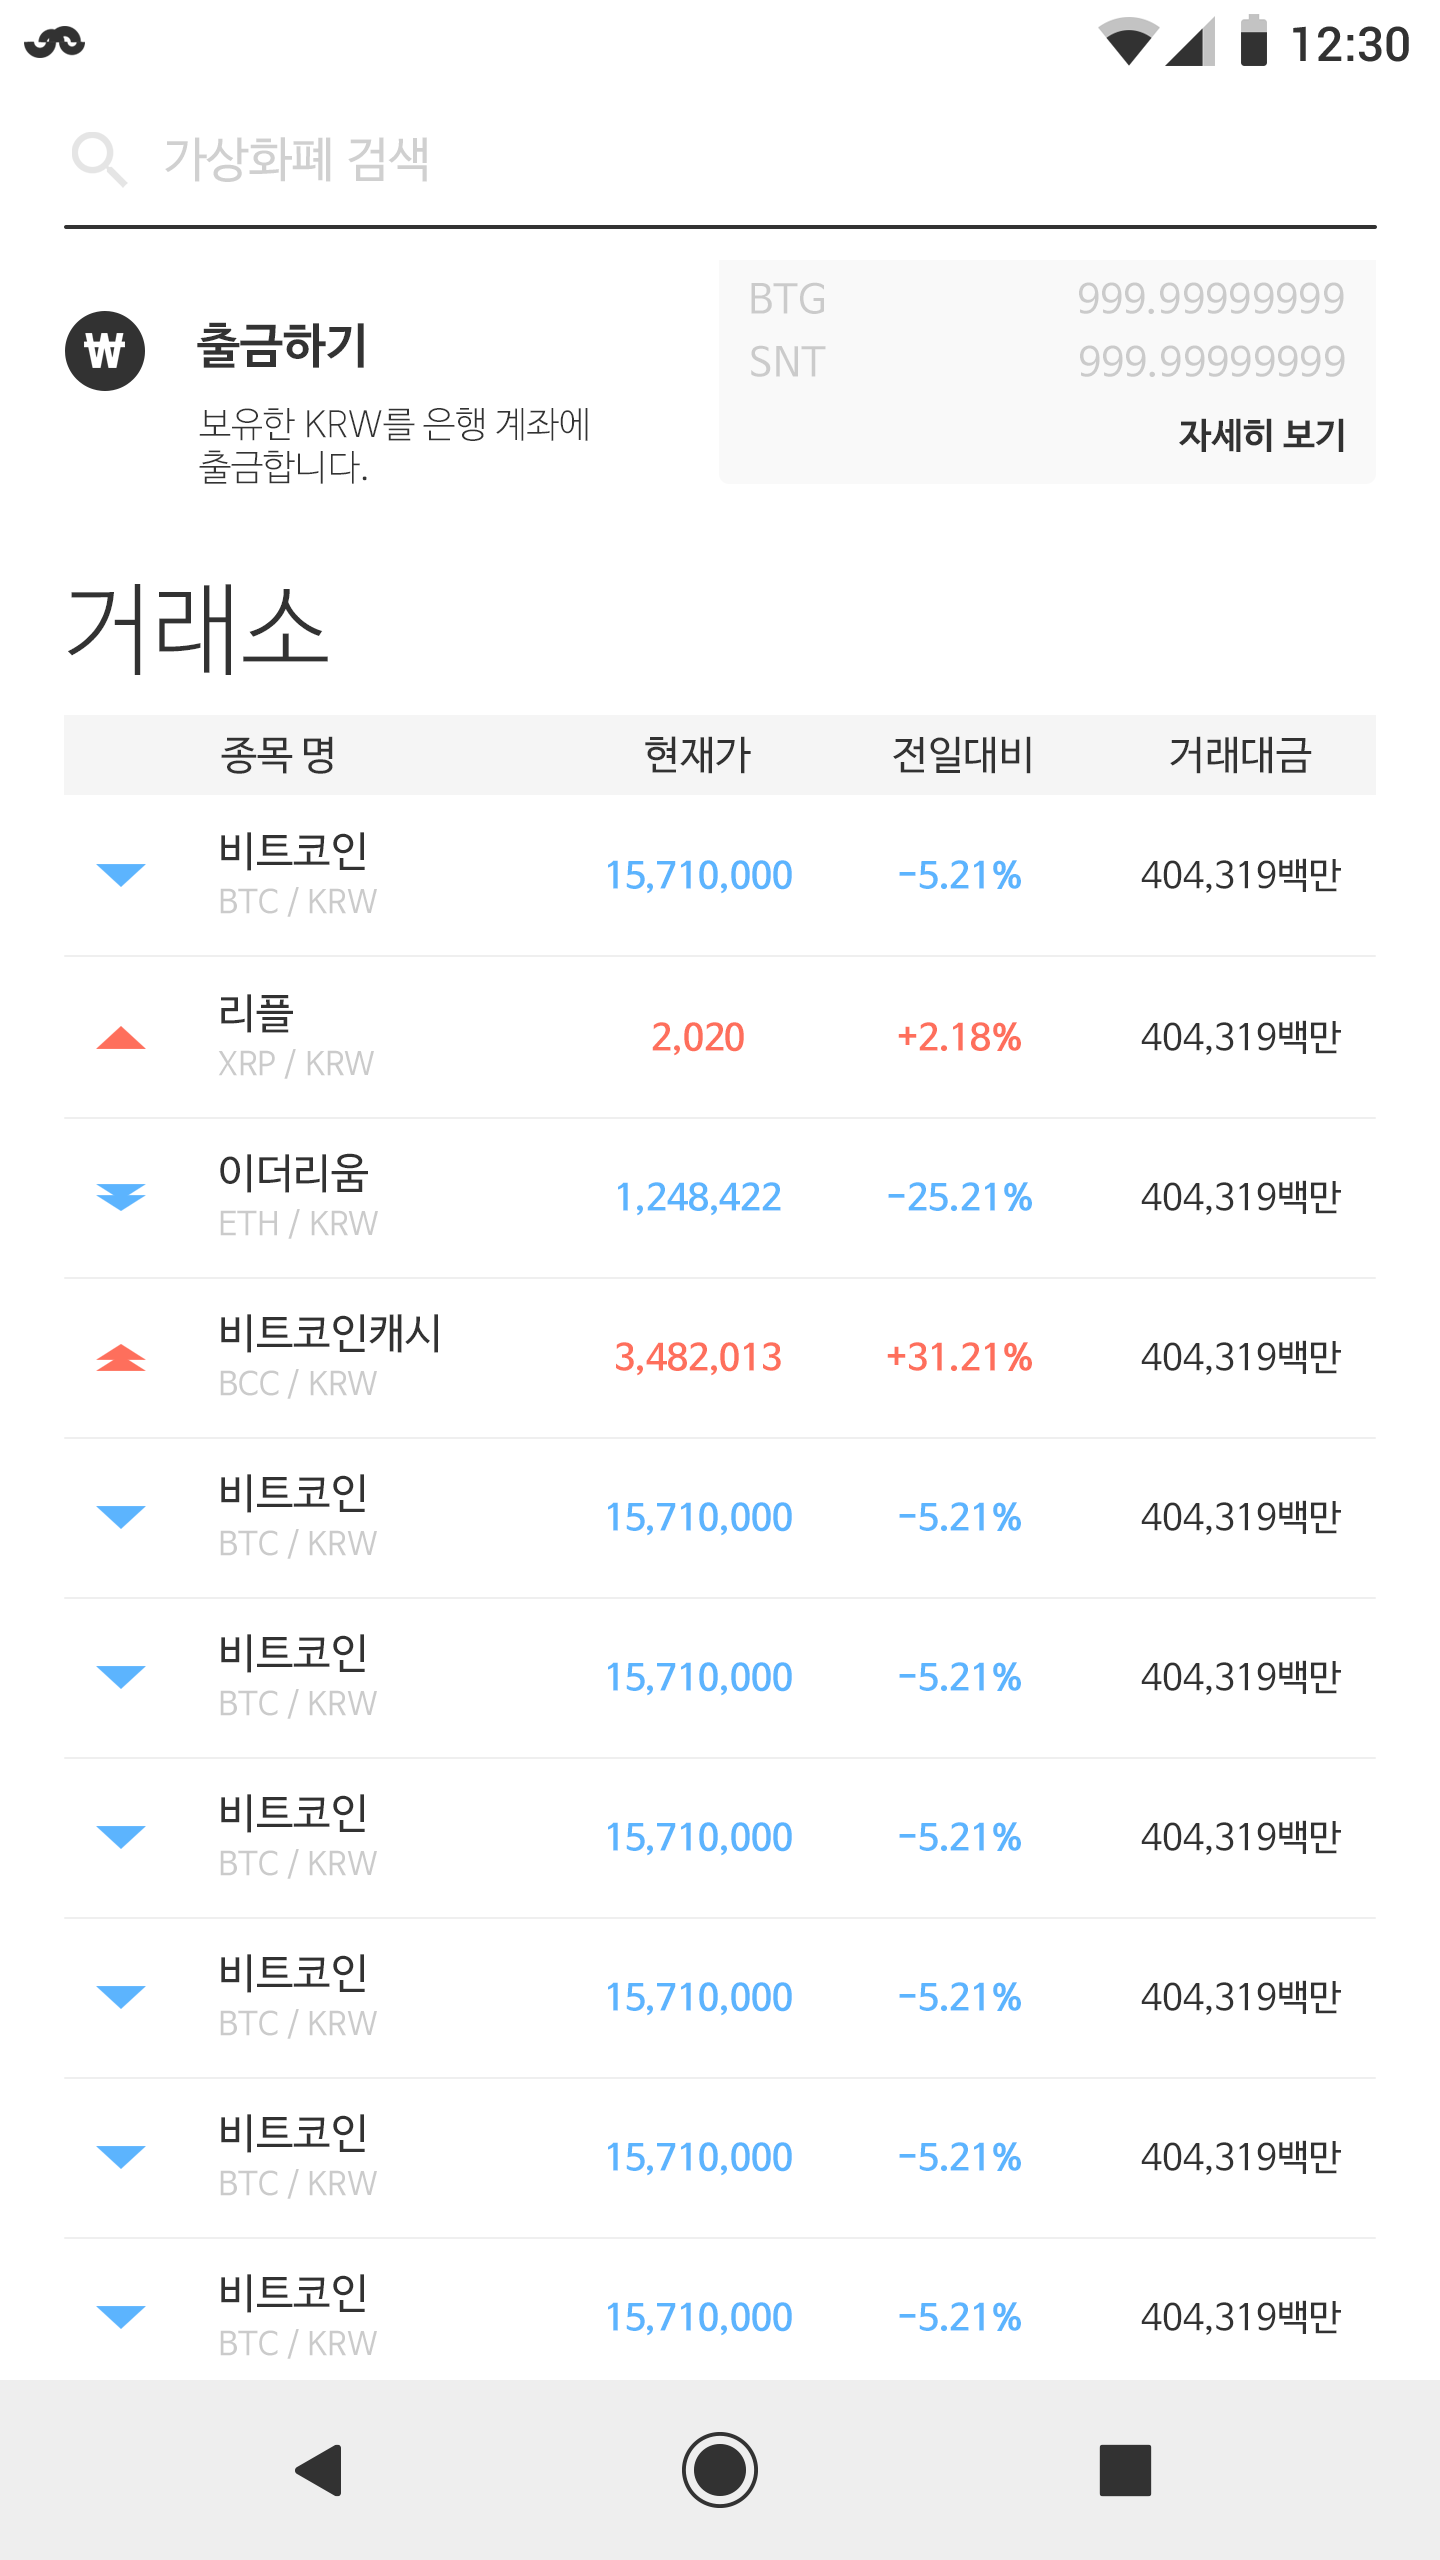 12:30
가상화폐 검색
₩
출금하기
보유한 KRW를 은행 계좌에
출금합니다.
BTG 999.99999999
SNT 999.99999999
자세히 보기
거래소
종목 명 현재가 전일대비 거래대금
비트코인 15,710,000 -5.21% 404,319백만
BTC / KRW
리플 2,020 +2.18% 404,319백만
XRP / KRW
이더리움 1,248,422 -25.21% 404,319백만
ETH / KRW
비트코인캐시 3,482,013 +31.21% 404,319백만
BCC / KRW
비트코인 15,710,000 -5.21% 404,319백만
BTC / KRW
비트코인 15,710,000 -5.21% 404,319백만
BTC / KRW
비트코인 15,710,000 -5.21% 404,319백만
BTC / KRW
비트코인 15,710,000 -5.21% 404,319백만
BTC / KRW
비트코인 15,710,000 -5.21% 404,319백만
BTC / KRW
비트코인 15,710,000 -5.21% 404,319백만
BTC / KRW